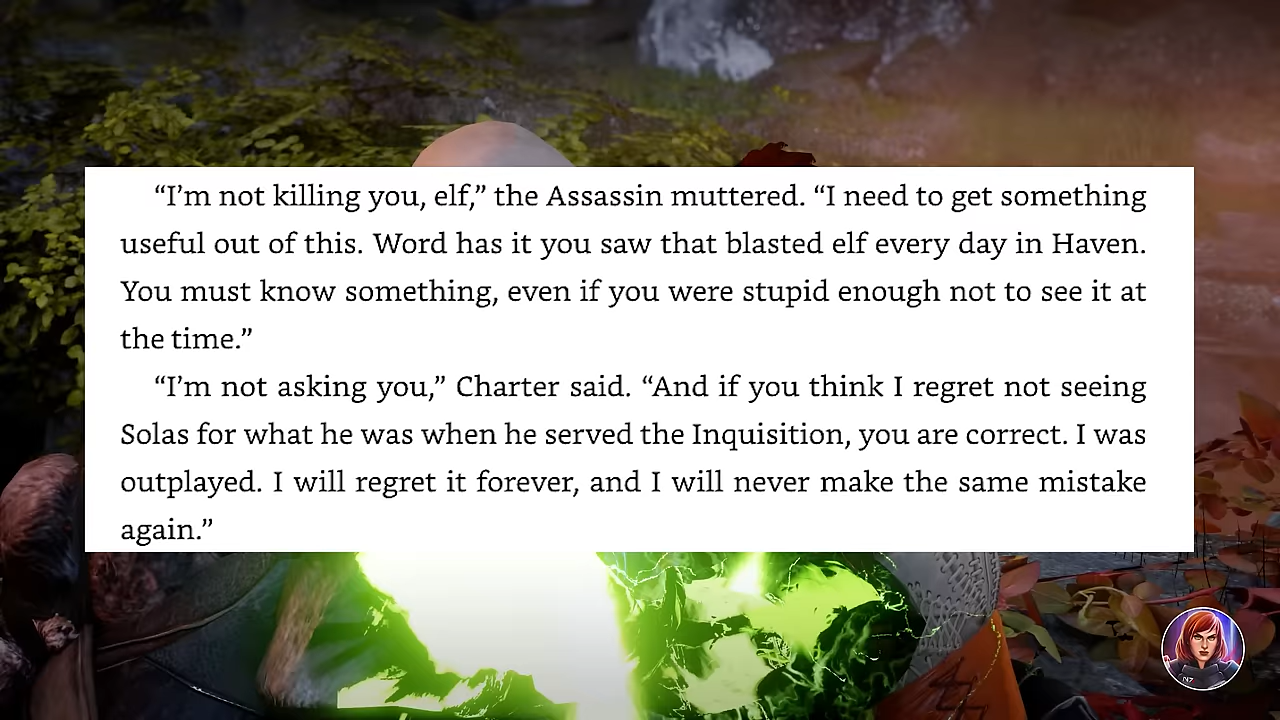 “I’m not killing you, elf,” the Assassin muttered. “I need to get something
useful out of this. Word has it you saw that blasted elf every day in Haven.
You must know something, even if you were stupid enough not to see it at
the time.”
“I’m not asking you,” Charter said. “And if you think I regret not seeing
Solas for what he was when he served the Inquisition, you are correct. I was
outplayed. I will regret it forever, and I will never make the same mistake
again.”
N7